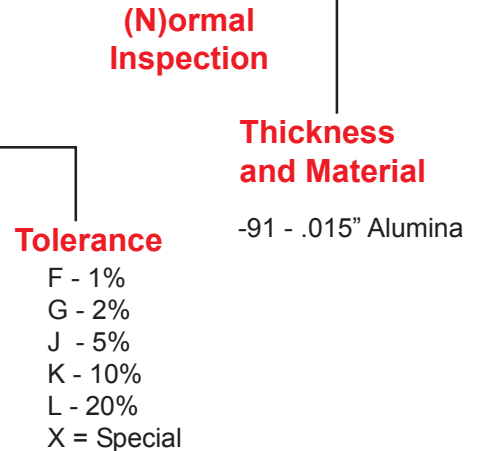 (N)ormal
Inspection
Thickness
and Material
-91 - .015” Alumina
Tolerance
F - 1%
G - 2%
J - 5%
K - 10%
L - 20%
X = Special